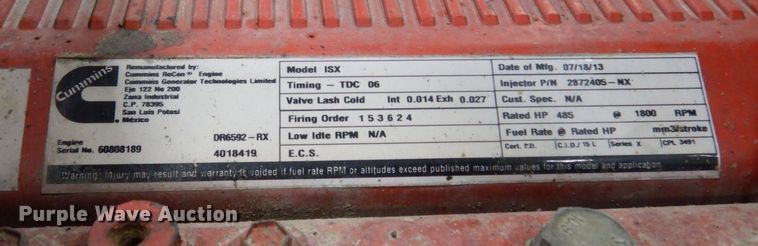 Cummins
Remanufactured by:
Cummins ReCon® Engine
Cummins Generator Technologies Limited
Eje 122 No 200
Zona Industrial
C.P. 78395
San Luis Potosi
México
Engine
Serial No. 60808189
DR6592-RX
4018419
Model ISX
Timing - TDC 06
Valve Lash Cold Int 0.014 Exh 0.027
Firing Order 1 5 3 6 2 4
Low Idle RPM N/A
E.C.S.
Date of Mfg. 07/18/13
Injector P/N 2872405-NX
Cust. Spec. N/A
Rated HP 485 @ 1800 RPM
Fuel Rate @ Rated HP mm3/stroke
Cert. P.D. C.I.D./ 15 L Series X CPL 3491
Warning: Injury may result and warranty is voided if fuel rate RPM or altitudes exceed published maximum values for this model and application.
Purple Wave Auction